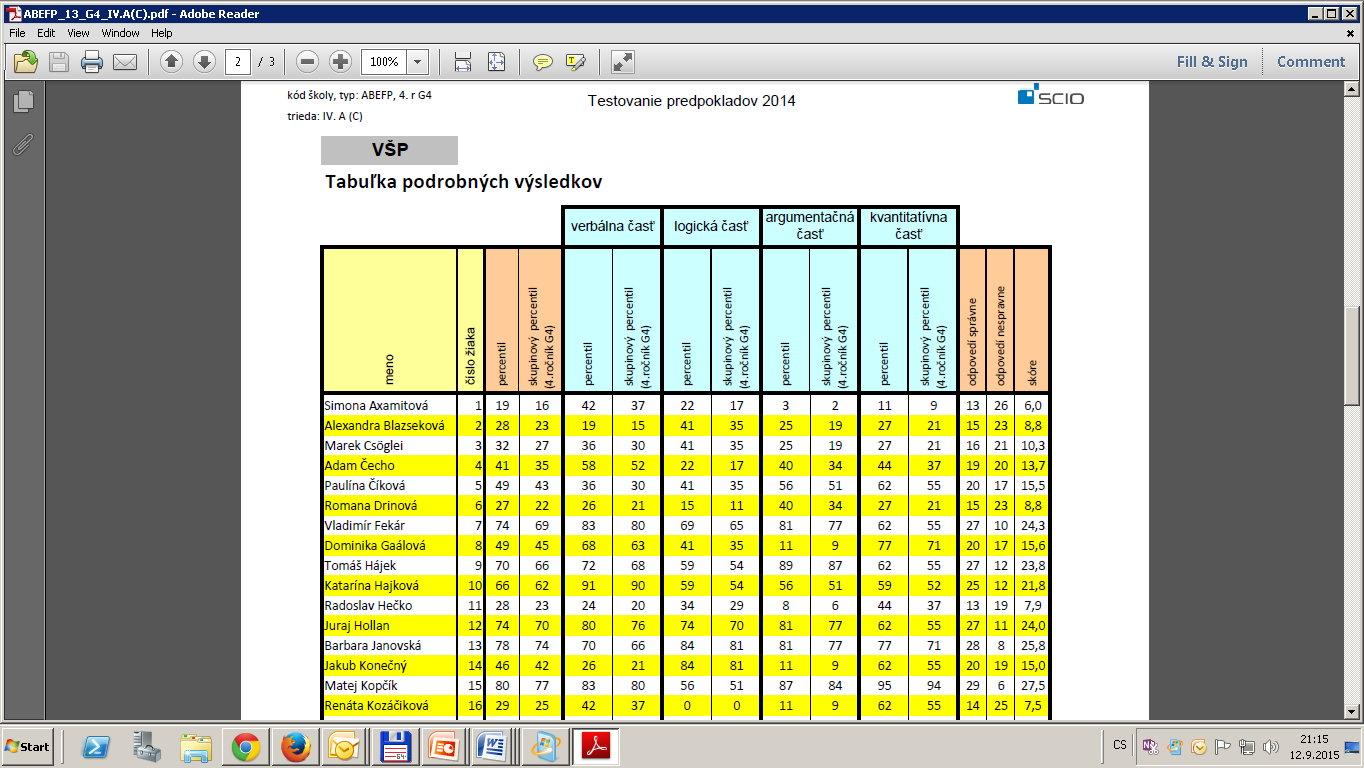 ABEFP_13_G4_IV.A(C).pdf - Adobe Reader
File Edit View Window Help
2 / 3 100% Fill & Sign Comment
kód školy, typ: ABEFP, 4. r G4
Testovanie predpokladov 2014
SCIO
trieda: IV. A (C)
VŠP
Tabuľka podrobných výsledkov
verbálna časť logická časť argumentačná časť kvantitatívna časť
meno číslo žiaka percentil skupinový percentil (4.ročník G4) percentil skupinový percentil (4.ročník G4) percentil skupinový percentil (4.ročník G4) percentil skupinový percentil (4.ročník G4) percentil skupinový percentil (4.ročník G4) odpovedí správne odpovedí nespravne skóre
Simona Axamitová 1 19 16 42 37 22 17 3 2 11 9 13 26 6,0
Alexandra Blazseková 2 28 23 19 15 41 35 25 19 27 21 15 23 8,8
Marek Csöglei 3 32 27 36 30 41 35 25 19 27 21 16 21 10,3
Adam Čecho 4 41 35 58 52 22 17 40 34 44 37 19 20 13,7
Paulína Číková 5 49 43 36 30 41 35 56 51 62 55 20 17 15,5
Romana Drinová 6 27 22 26 21 15 11 40 34 27 21 15 23 8,8
Vladimír Fekár 7 74 69 83 80 69 65 81 77 62 55 27 10 24,3
Dominika Gaálová 8 49 45 68 63 41 35 11 9 77 71 20 17 15,6
Tomáš Hájek 9 70 66 72 68 59 54 89 87 62 55 27 12 23,8
Katarína Hajková 10 66 62 91 90 59 54 56 51 59 52 25 12 21,8
Radoslav Hečko 11 28 23 24 20 34 29 8 6 44 37 13 19 7,9
Juraj Hollan 12 74 70 80 76 74 70 81 77 62 55 27 11 24,0
Barbara Janovská 13 78 74 70 66 84 81 81 77 77 71 28 8 25,8
Jakub Konečný 14 46 42 26 21 84 81 11 9 62 55 20 19 15,0
Matej Kopčík 15 80 77 83 80 56 51 87 84 95 94 29 6 27,5
Renáta Kozáčiková 16 29 25 42 37 0 0 11 9 62 55 14 25 7,5
Start CS 21:15
12.9.2015